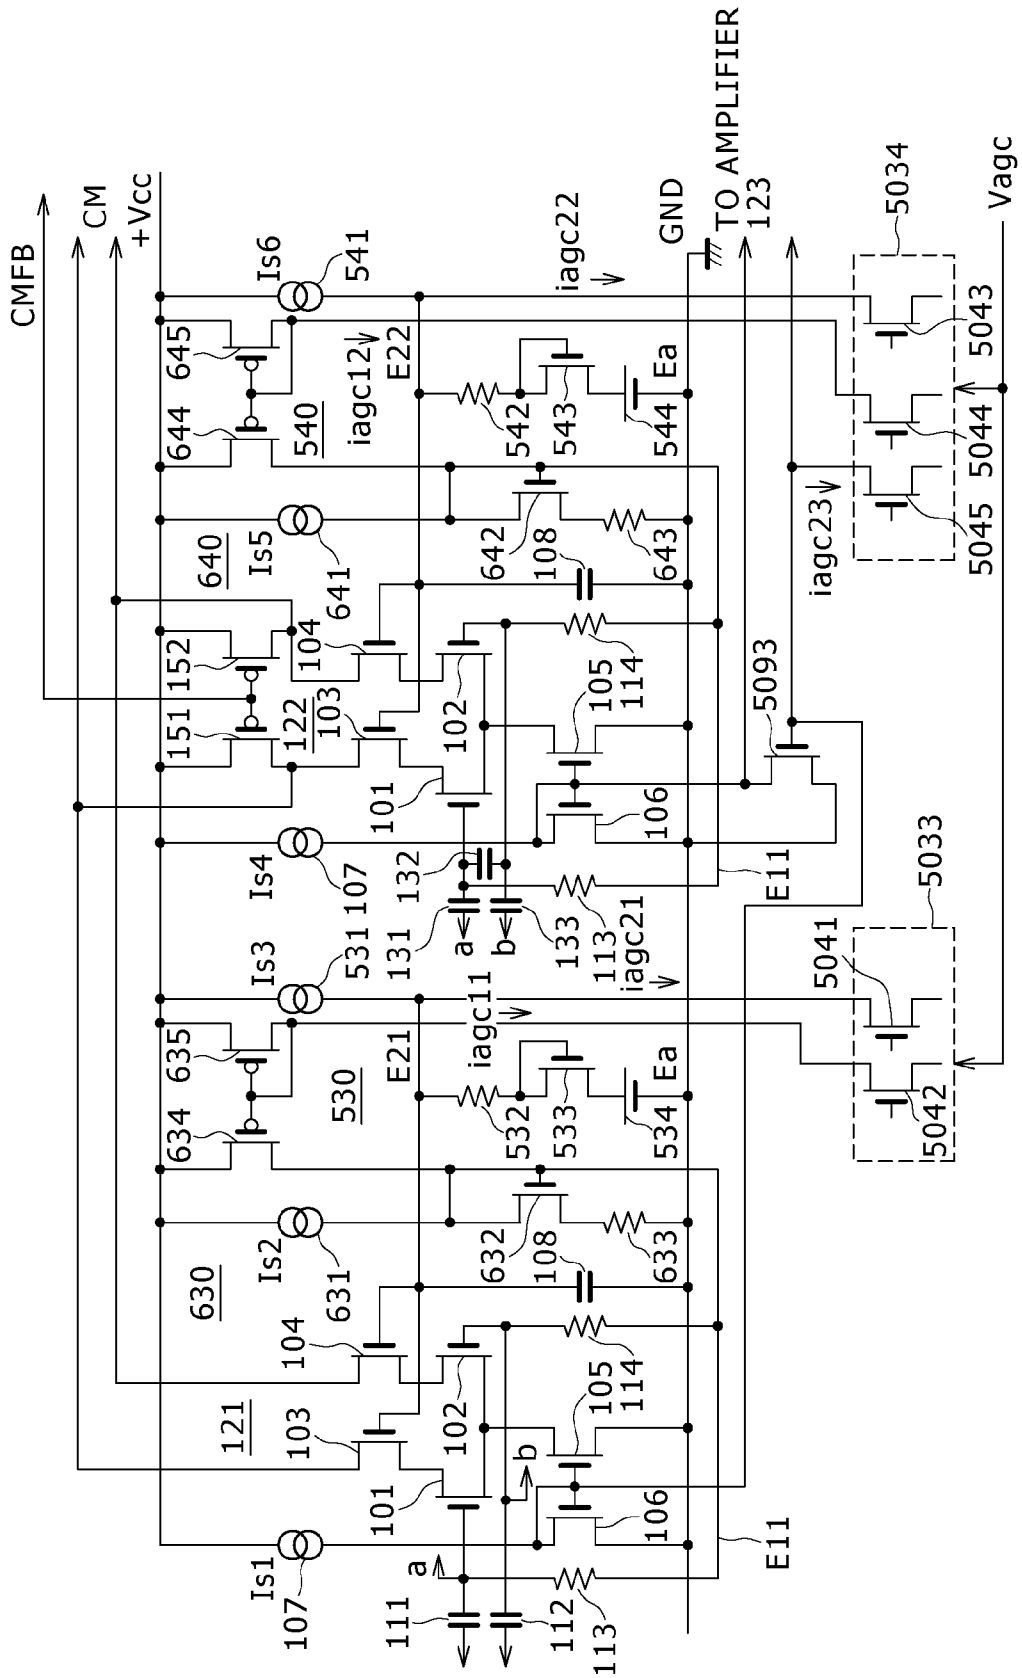 CMFB
CM
+Vcc
GND
TO AMPLIFIER
123
Vagc
Is6
541
iagc22
645
644
540
iagc12
E22
542
543
544
Ea
5034
5043
5044
5045
iagc23
Is5
640
641
642
643
108
152
151
122
104
103
102
101
105
114
106
5093
Is4
107
132
131
a
b
133
113
E11
iagc21
Is3
531
iagc11
635
634
530
E21
532
533
534
Ea
5033
5041
5042
Is2
630
631
632
633
108
104
121
103
102
101
105
114
b
106
Is1
107
a
111
112
113
E11